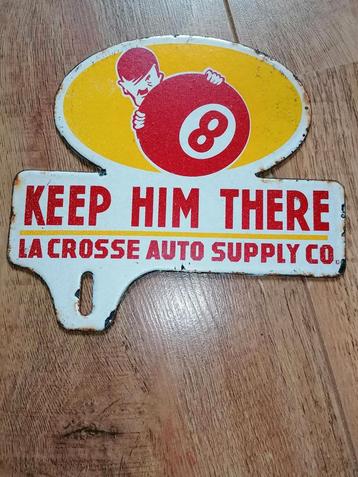 8
KEEP HIM THERE
LA CROSSE AUTO SUPPLY CO.